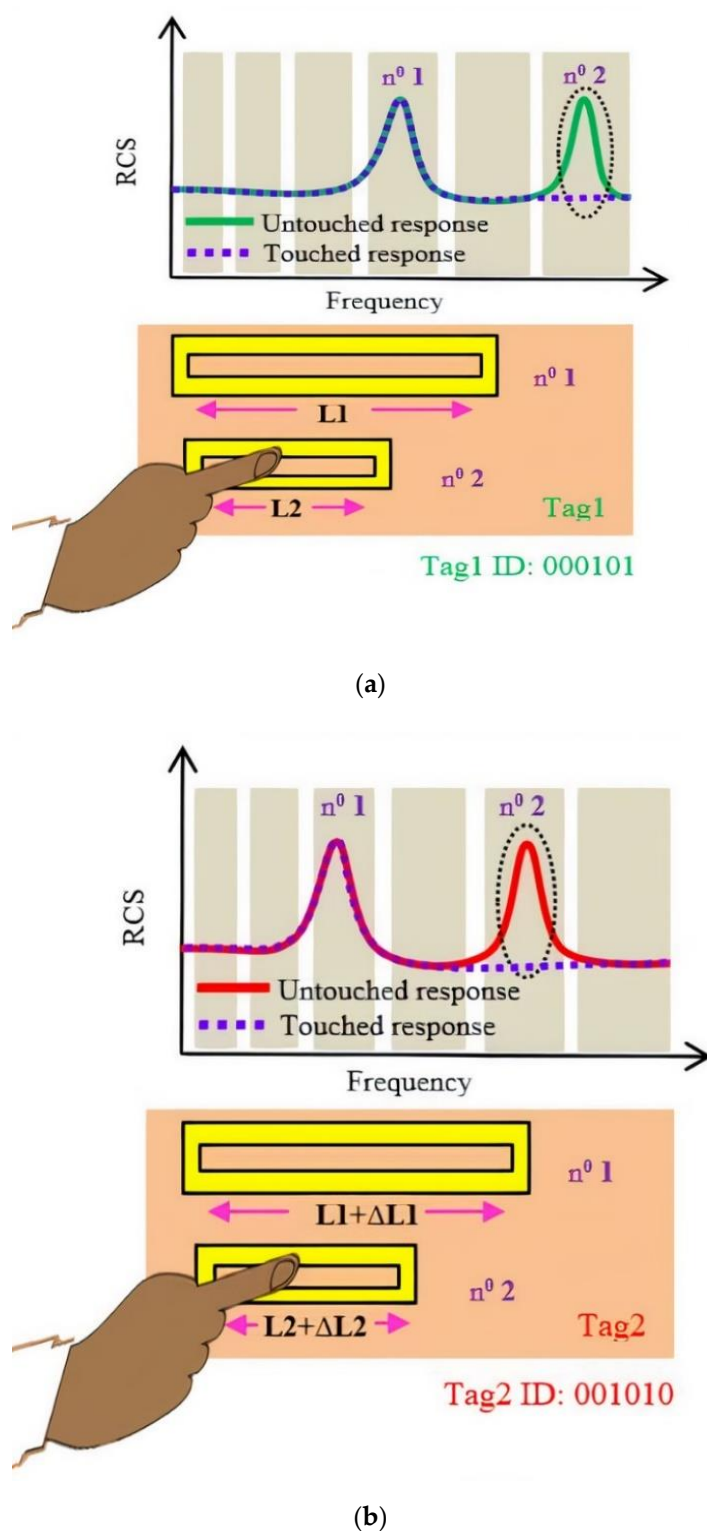 n⁰ 1
n⁰ 2
RCS
Untouched response
Touched response
Frequency
n⁰ 1
L1
n⁰ 2
L2
Tag1
Tag1 ID: 000101
(a)
n⁰ 1
n⁰ 2
RCS
Untouched response
Touched response
Frequency
n⁰ 1
L1+ΔL1
n⁰ 2
L2+ΔL2
Tag2
Tag2 ID: 001010
(b)